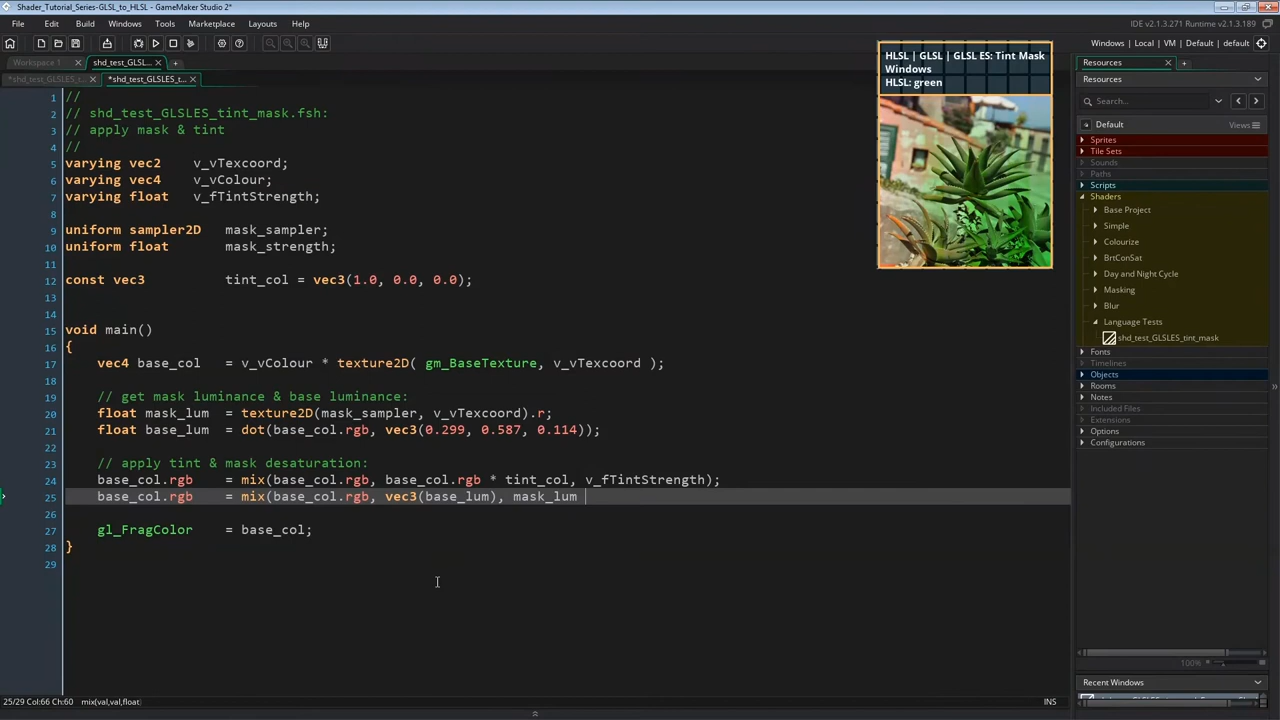 Shader_Tutorial_Series-GLSL_to_HLSL - GameMaker Studio 2*
File Edit Build Windows Tools Marketplace Layouts Help
IDE v2.1.3.271 Runtime v2.1.3.189
Windows | Local | VM | Default | default
Workspace 1 shd_test_GLSL...
*shd_test_GLSLES_t... *shd_test_GLSLES_t...
1 //
2 // shd_test_GLSLES_tint_mask.fsh:
3 // apply mask & tint
4 //
5 varying vec2 v_vTexcoord;
6 varying vec4 v_vColour;
7 varying float v_fTintStrength;
8
9 uniform sampler2D mask_sampler;
10 uniform float mask_strength;
11
12 const vec3 tint_col = vec3(1.0, 0.0, 0.0);
13
14
15 void main()
16 {
17 vec4 base_col = v_vColour * texture2D( gm_BaseTexture, v_vTexcoord );
18
19 // get mask luminance & base luminance:
20 float mask_lum = texture2D(mask_sampler, v_vTexcoord).r;
21 float base_lum = dot(base_col.rgb, vec3(0.299, 0.587, 0.114));
22
23 // apply tint & mask desaturation:
24 base_col.rgb = mix(base_col.rgb, base_col.rgb * tint_col, v_fTintStrength);
25 base_col.rgb = mix(base_col.rgb, vec3(base_lum), mask_lum
26
27 gl_FragColor = base_col;
28 }
29
HLSL | GLSL | GLSL ES: Tint Mask
Windows
HLSL: green
Resources
Resources
Search...
Default Views
Sprites
Tile Sets
Sounds
Paths
Scripts
Shaders
Base Project
Simple
Colourize
BrtConSat
Day and Night Cycle
Masking
Blur
Language Tests
shd_test_GLSLES_tint_mask
Fonts
Timelines
Objects
Rooms
Notes
Included Files
Extensions
Options
Configurations
100%
Recent Windows
25/29 Col:66 Ch:60 mix(val,val,float)
INS